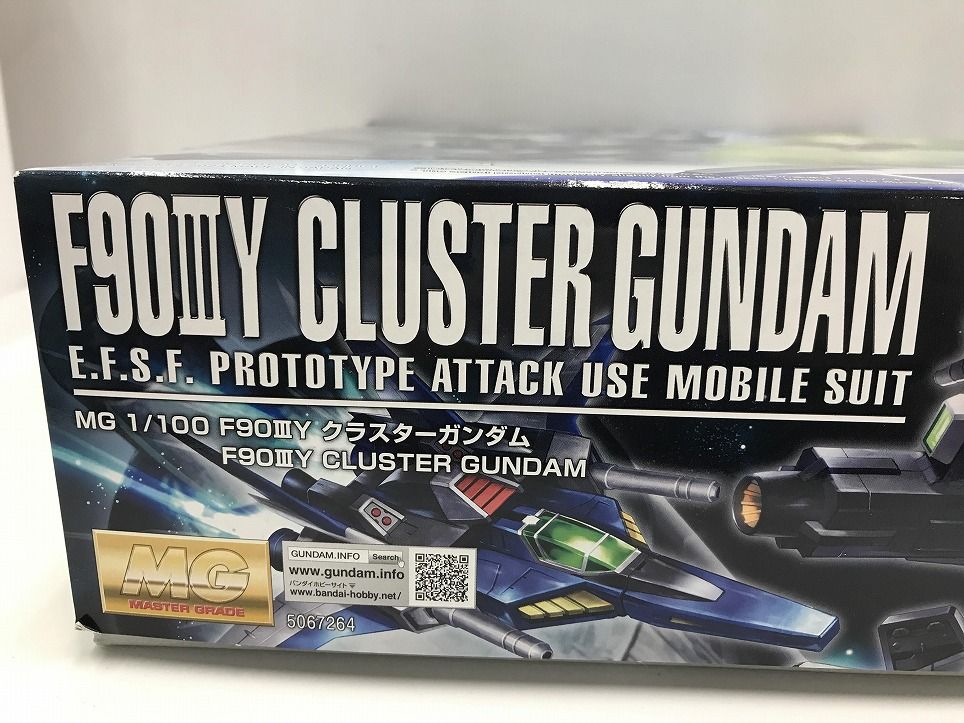 F90ⅢY CLUSTER GUNDAM
E.F.S.F. PROTOTYPE ATTACK USE MOBILE SUIT
MG 1/100 F90ⅢY クラスターガンダム
F90ⅢY CLUSTER GUNDAM
MG
MASTER GRADE
GUNDAM.INFO Search
www.gundam.info
バンダイホビーサイト
www.bandai-hobby.net/
5067264